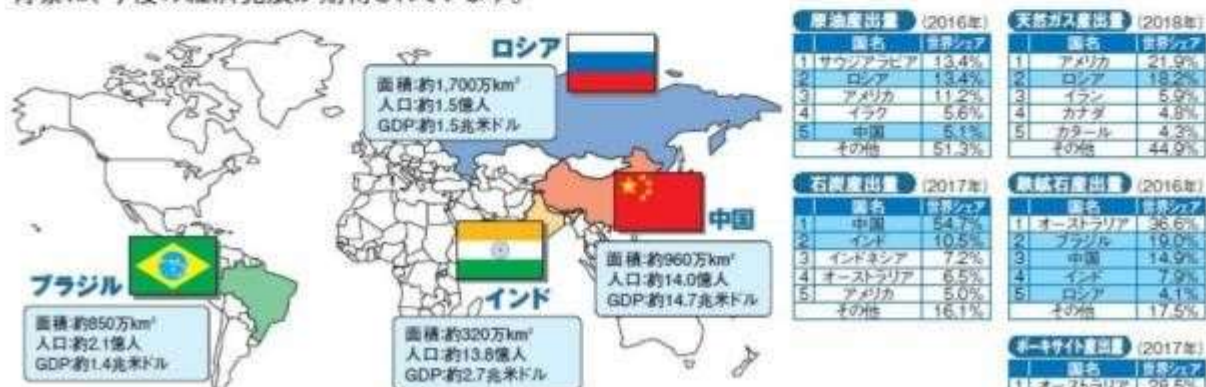 ロシア
面積:約1,700万km²
人口:約1.5億人
GDP:約1.5兆米ドル
中国
面積:約960万km²
人口:約14.0億人
GDP:約14.7兆米ドル
インド
面積:約320万km²
人口:約13.8億人
GDP:約2.7兆米ドル
ブラジル
面積:約850万km²
人口:約2.1億人
GDP:約1.4兆米ドル
原油産出量 (2016年)
国名 世界シェア
1 サウジアラビア 13.4%
2 ロシア 13.4%
3 アメリカ 11.2%
4 イラク 5.6%
5 中国 5.1%
その他 51.3%
天然ガス産出量 (2018年)
国名 世界シェア
1 アメリカ 21.9%
2 ロシア 18.2%
3 イラン 5.9%
4 カナダ 4.8%
5 カタール 4.3%
その他 44.9%
石炭産出量 (2017年)
国名 世界シェア
1 中国 54.7%
2 インド 10.5%
3 インドネシア 7.2%
4 オーストラリア 6.5%
5 アメリカ 5.0%
その他 16.1%
鉄鉱石産出量 (2016年)
国名 世界シェア
1 オーストラリア 36.6%
2 ブラジル 19.0%
3 中国 14.9%
4 インド 7.9%
5 ロシア 4.1%
その他 17.5%
ボーキサイト産出量 (2017年)
国名 世界シェア
1 オーストラリア